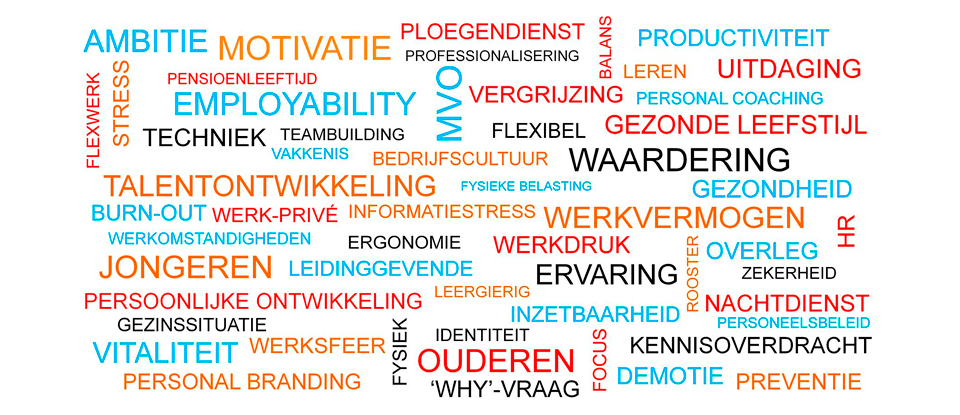 AMBITIE
MOTIVATIE
PLOEGENDIENST
BALANS
PRODUCTIVITEIT
PROFESSIONALISERING
FLEXWERK
STRESS
PENSIOENLEEFTIJD
MVO
LEREN
UITDAGING
EMPLOYABILITY
VERGRIJZING
PERSONAL COACHING
TECHNIEK
TEAMBUILDING
FLEXIBEL
GEZONDE LEEFSTIJL
VAKKENIS
BEDRIJFSCULTUUR
WAARDERING
TALENTONTWIKKELING
FYSIEKE BELASTING
GEZONDHEID
BURN-OUT
WERK-PRIVÉ
INFORMATIESTRESS
WERKVERMOGEN
HR
WERKOMSTANDIGHEDEN
ERGONOMIE
WERKDRUK
ROOSTER
OVERLEG
JONGEREN
LEIDINGGEVENDE
ERVARING
ZEKERHEID
PERSOONLIJKE ONTWIKKELING
LEERGIERIG
NACHTDIENST
GEZINSSITUATIE
FYSIEK
IDENTITEIT
INZETBAARHEID
PERSONEELSBELEID
VITALITEIT
WERKSFEER
OUDEREN
FOCUS
KENNISOVERDRACHT
PERSONAL BRANDING
‘WHY’-VRAAG
DEMOTIE
PREVENTIE